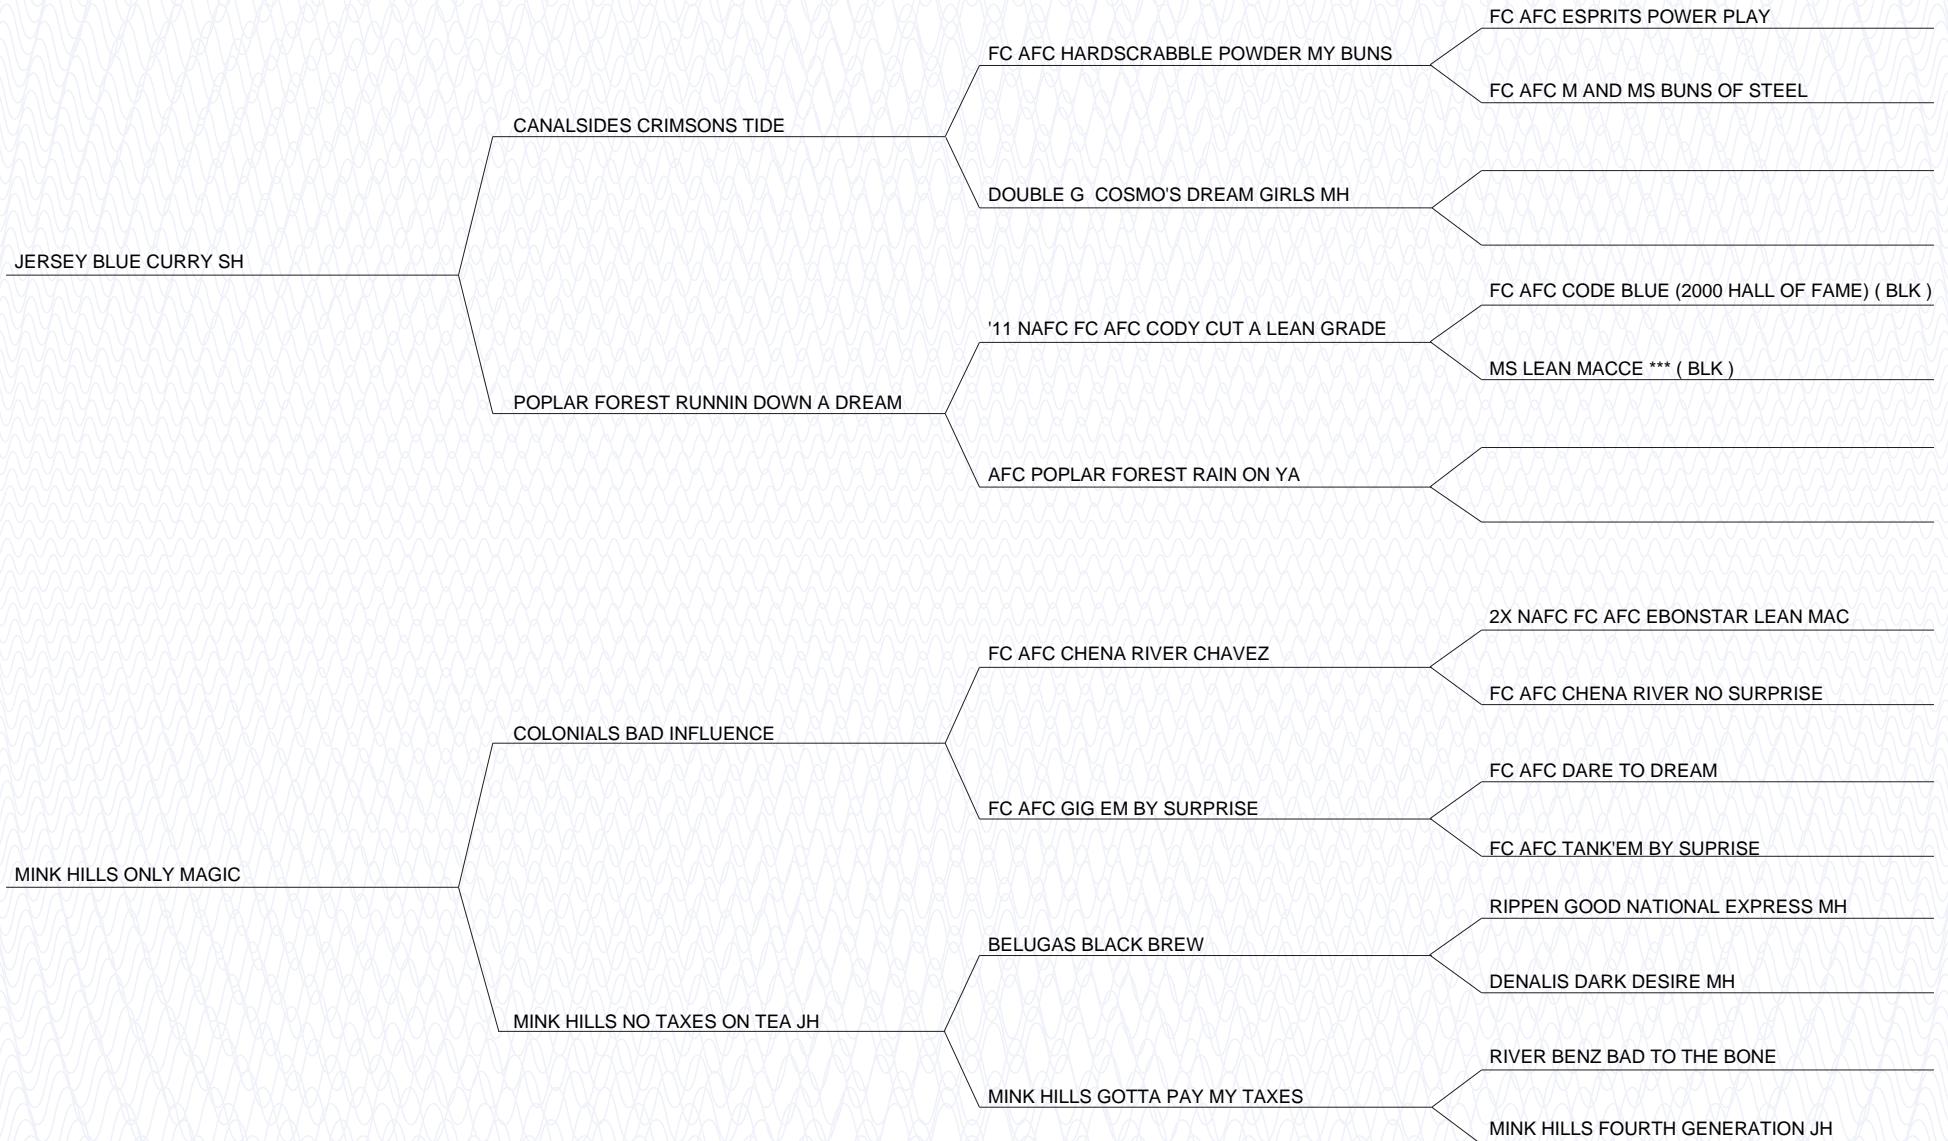 FC AFC ESPRITS POWER PLAY
FC AFC HARDSCRABBLE POWDER MY BUNS
FC AFC M AND MS BUNS OF STEEL
CANALSIDES CRIMSONS TIDE
DOUBLE G  COSMO'S DREAM GIRLS MH
JERSEY BLUE CURRY SH
FC AFC CODE BLUE (2000 HALL OF FAME) ( BLK )
'11 NAFC FC AFC CODY CUT A LEAN GRADE
MS LEAN MACCE *** ( BLK )
POPLAR FOREST RUNNIN DOWN A DREAM
AFC POPLAR FOREST RAIN ON YA
2X NAFC FC AFC EBONSTAR LEAN MAC
FC AFC CHENA RIVER CHAVEZ
FC AFC CHENA RIVER NO SURPRISE
COLONIALS BAD INFLUENCE
FC AFC DARE TO DREAM
FC AFC GIG EM BY SURPRISE
FC AFC TANK'EM BY SUPRISE
MINK HILLS ONLY MAGIC
RIPPEN GOOD NATIONAL EXPRESS MH
BELUGAS BLACK BREW
DENALIS DARK DESIRE MH
MINK HILLS NO TAXES ON TEA JH
RIVER BENZ BAD TO THE BONE
MINK HILLS GOTTA PAY MY TAXES
MINK HILLS FOURTH GENERATION JH